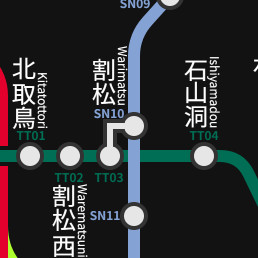 SN09
北取鳥
Kitatottori
TT01
割松
Warimatsu
SN10
石山洞
Ishiyamadou
TT04
TT02
TT03
割松西
Warematsuni
SN11